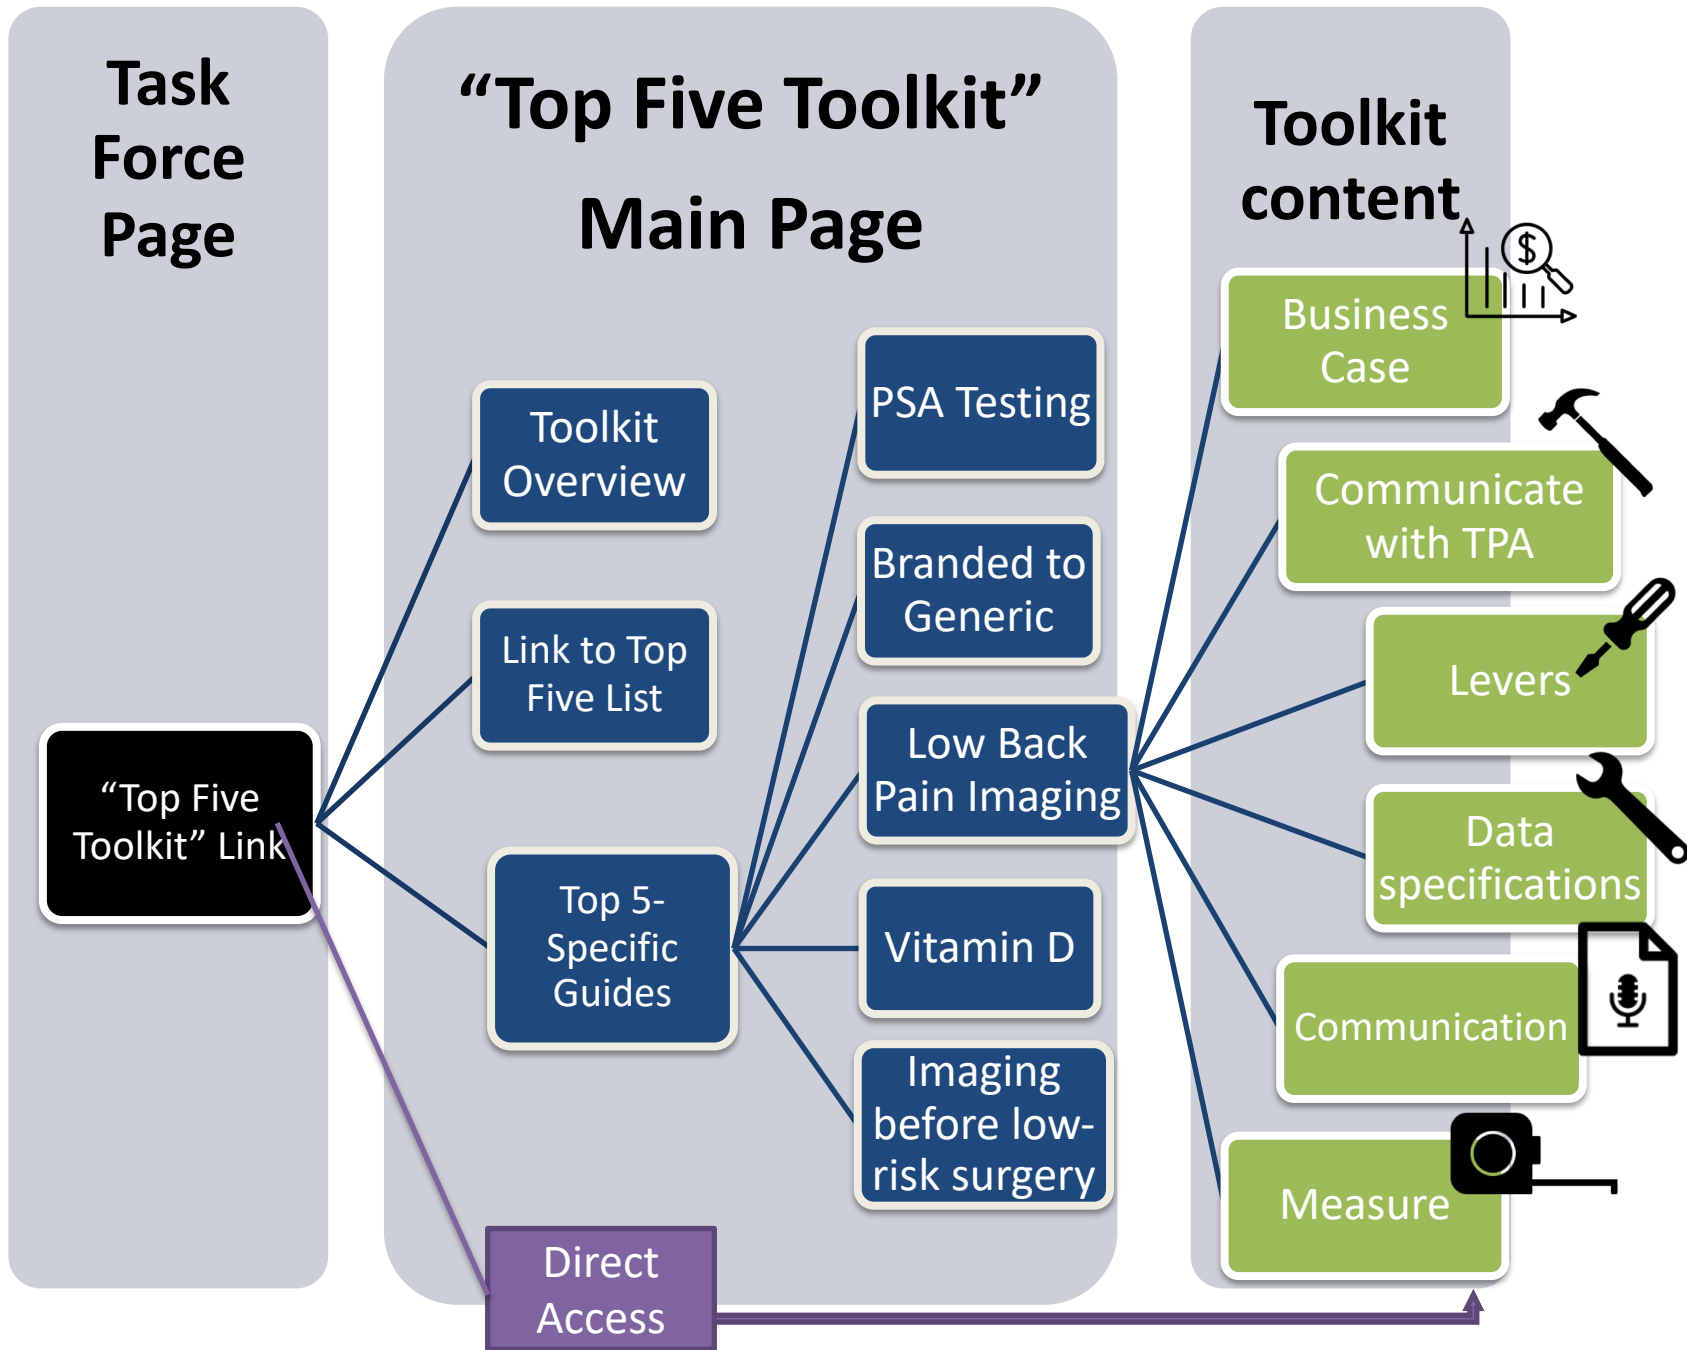 Task
Force
Page
“Top Five Toolkit”
Main Page
Toolkit
content
“Top Five
Toolkit” Link
Toolkit
Overview
Link to Top
Five List
Top 5-
Specific
Guides
PSA Testing
Branded to
Generic
Low Back
Pain Imaging
Vitamin D
Imaging
before low-
risk surgery
Direct
Access
$
Business
Case
Communicate
with TPA
Levers
Data
specifications
Communication
Measure